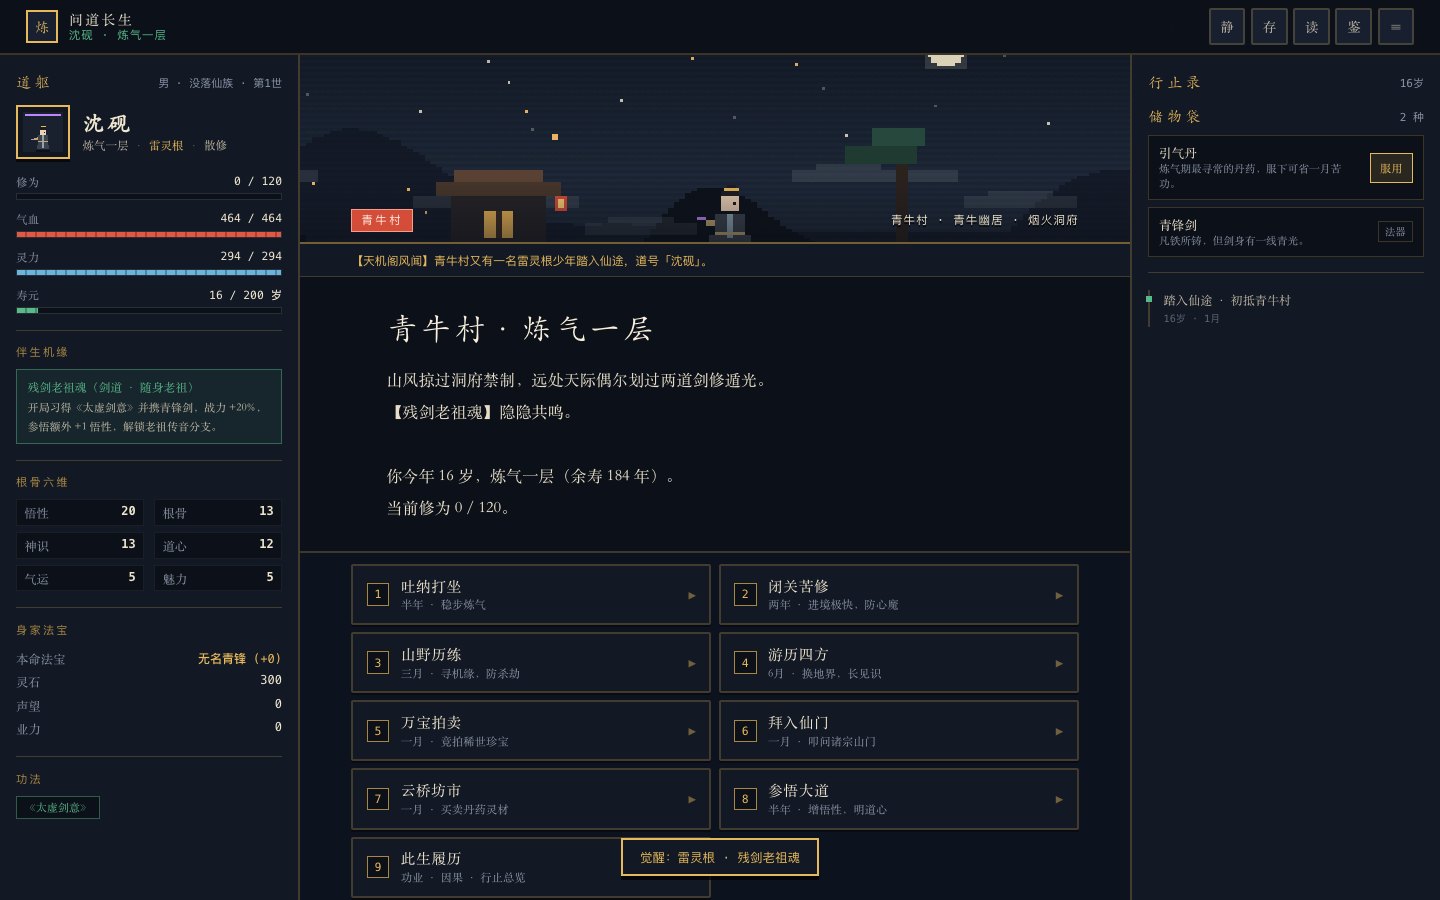 炼
问道长生
沈砚 · 炼气一层
静
存
读
鉴
≡
道躯
男 · 没落仙族 · 第1世
沈砚
炼气一层 · 雷灵根 · 散修
修为
0 / 120
气血
464 / 464
灵力
294 / 294
寿元
16 / 200 岁
伴生机缘
残剑老祖魂（剑道 · 随身老祖）
开局习得《太虚剑意》并携青锋剑，战力 +20%，
参悟额外 +1 悟性，解锁老祖传音分支。
根骨六维
悟性 20
根骨 13
神识 13
道心 12
气运 5
魅力 5
身家法宝
本命法宝
无名青锋 (+0)
灵石
300
声望
0
业力
0
功法
《太虚剑意》
青牛村
青牛村 · 青牛幽居 · 烟火洞府
【天机阁风闻】青牛村又有一名雷灵根少年踏入仙途，道号「沈砚」。
青牛村 · 炼气一层
山风掠过洞府禁制，远处天际偶尔划过两道剑修遁光。
【残剑老祖魂】隐隐共鸣。
你今年 16 岁，炼气一层（余寿 184 年）。
当前修为 0 / 120。
1
吐纳打坐
半年 · 稳步炼气
▶
2
闭关苦修
两年 · 进境极快，防心魔
▶
3
山野历练
三月 · 寻机缘，防杀劫
▶
4
游历四方
6月 · 换地界，长见识
▶
5
万宝拍卖
一月 · 竞拍稀世珍宝
▶
6
拜入仙门
一月 · 叩问诸宗山门
▶
7
云桥坊市
一月 · 买卖丹药灵材
▶
8
参悟大道
半年 · 增悟性，明道心
▶
9
此生履历
功业 · 因果 · 行止总览
觉醒：雷灵根 · 残剑老祖魂
行止录
16岁
储物袋
2 种
引气丹
炼气期最寻常的丹药，服下可省一月苦
功。
服用
青锋剑
凡铁所铸，但剑身有一线青光。
法器
踏入仙途 · 初抵青牛村
16岁 · 1月